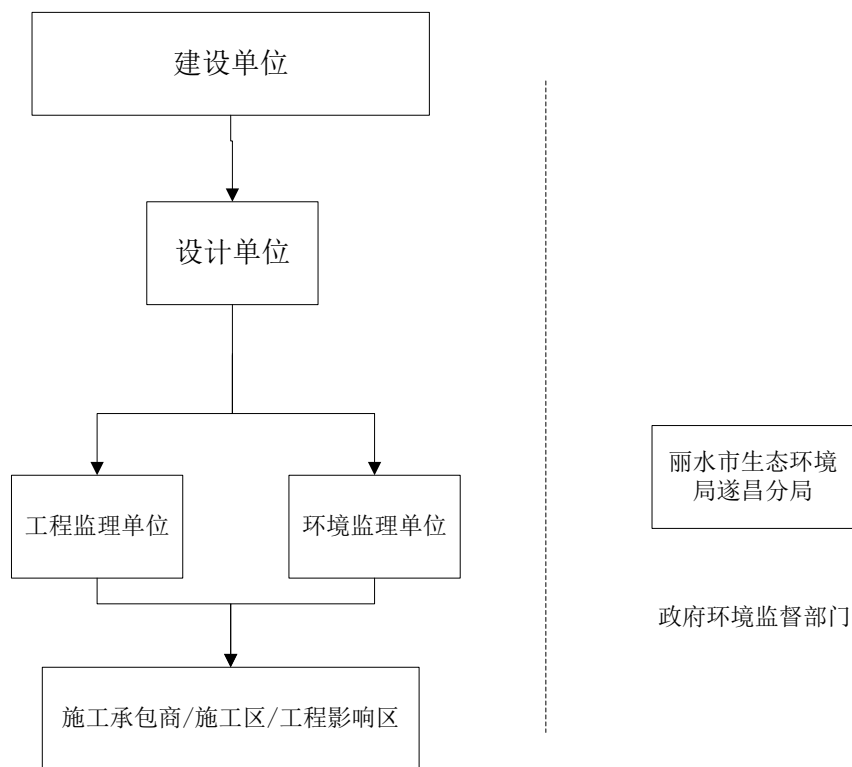 建设单位
设计单位
工程监理单位
环境监理单位
施工承包商/施工区/工程影响区
丽水市生态环境
局遂昌分局
政府环境监督部门